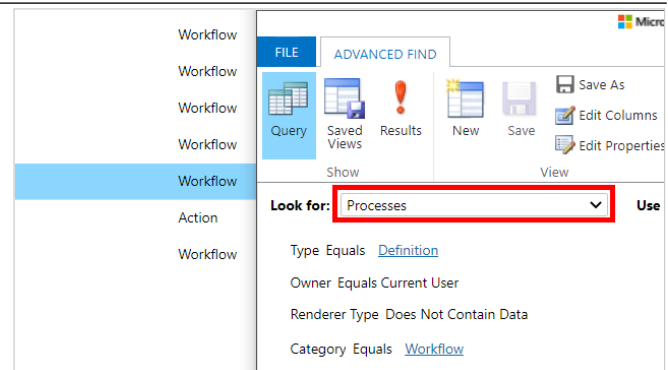 Workflow
Workflow
Workflow
Workflow
Workflow
Action
Workflow
FILE
ADVANCED FIND
Query
Saved Views
Results
New
Save
Save As
Edit Columns
Edit Properties
Show
View
Look for: Processes
Use
Type Equals Definition
Owner Equals Current User
Renderer Type Does Not Contain Data
Category Equals Workflow